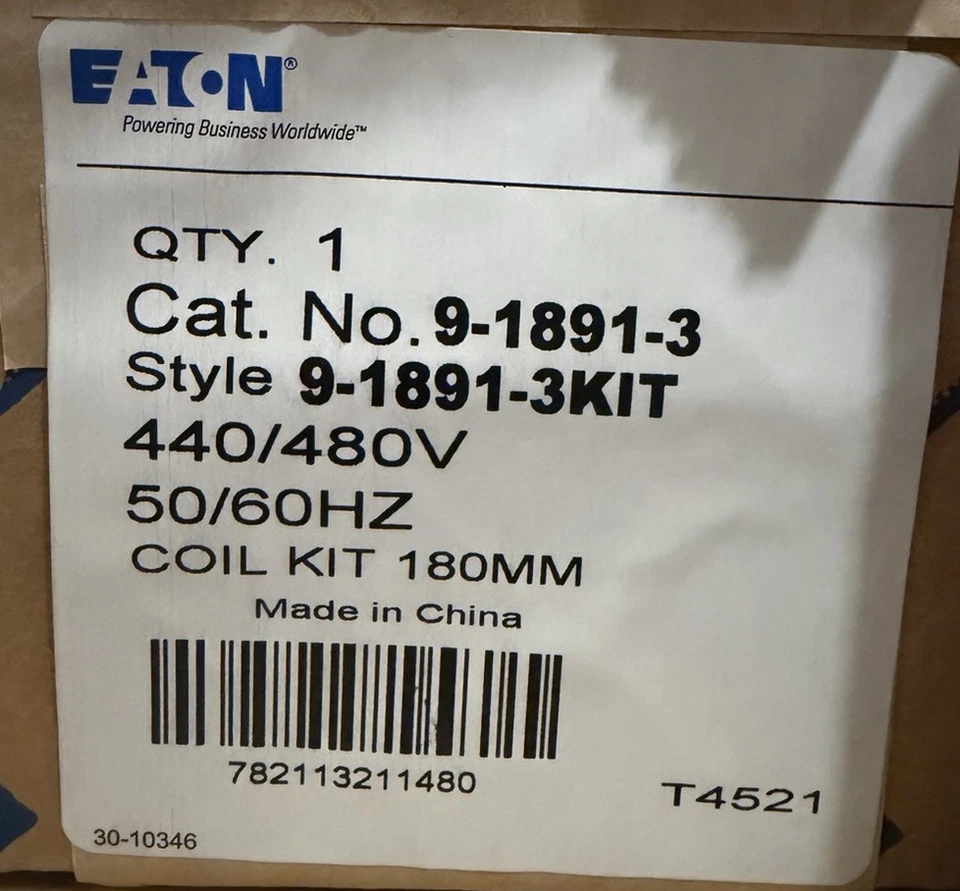 EATON®
Powering Business Worldwide™
QTY. 1
Cat. No. 9-1891-3
Style 9-1891-3KIT
440/480V
50/60HZ
COIL KIT 180MM
Made in China
782113211480
T4521
30-10346